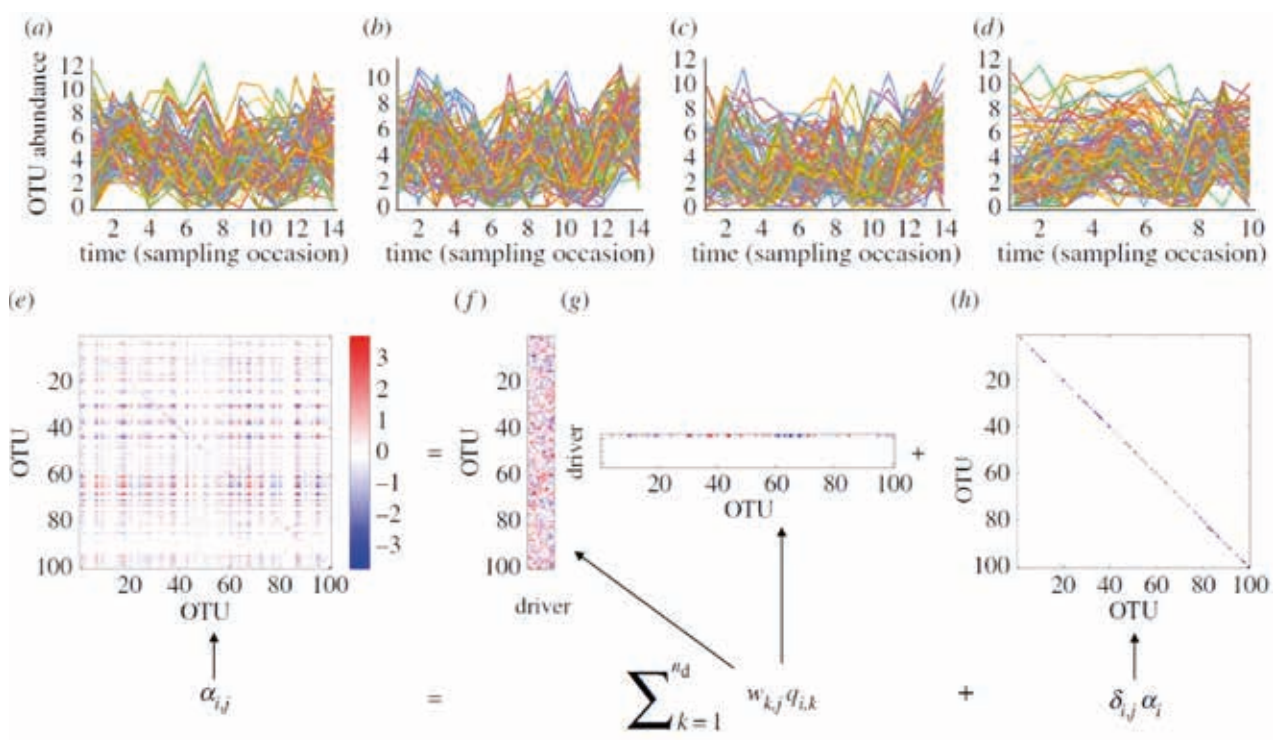 (a) (b) (c) (d)
OTU abundance
12 10 8 6 4 2 0
10 8 6 4 2 0
12 10 8 6 4 2 0
12 10 8 6 4 2 0
2 4 6 8 10 12 14
2 4 6 8 10 12 14
2 4 6 8 10 12 14
2 4 6 8 10
time (sampling occasion) time (sampling occasion) time (sampling occasion) time (sampling occasion)
(e) (f) (g) (h)
OTU
20 40 60 80 100
20 40 60 80 100
OTU
3 2 1 0 −1 −2 −3
=
OTU
20 40 60 80 100
driver
driver
20 40 60 80 100
OTU
+
OTU
20 40 60 80 100
20 40 60 80 100
OTU
α_{i,j} = ∑_{k=1}^{n_d} w_{k,j} q_{i,k} + δ_{i,j} α_i